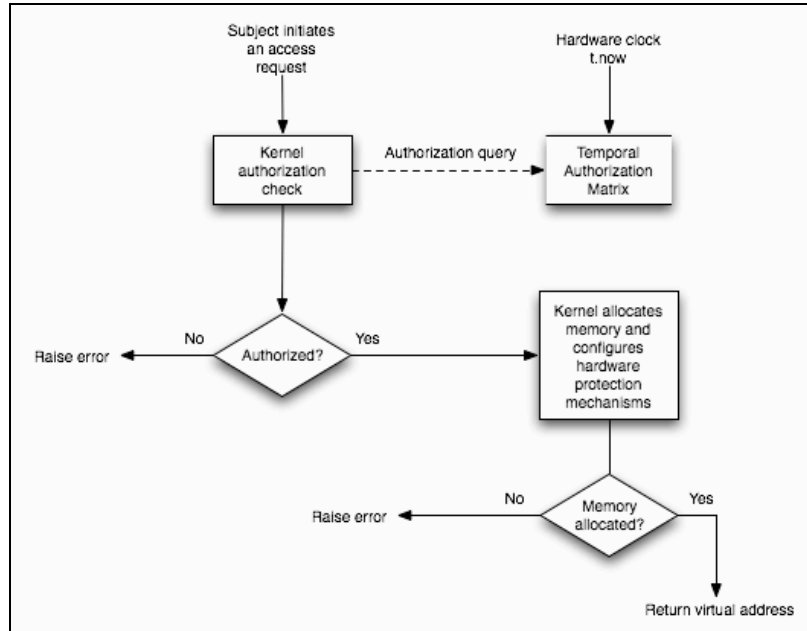 Subject initiates
an access
request
Hardware clock
t.now
Kernel
authorization
check
Authorization query
Temporal
Authorization
Matrix
Raise error
No
Authorized?
Yes
Kernel allocates
memory and
configures
hardware
protection
mechanisms
Raise error
No
Memory
allocated?
Yes
Return virtual address